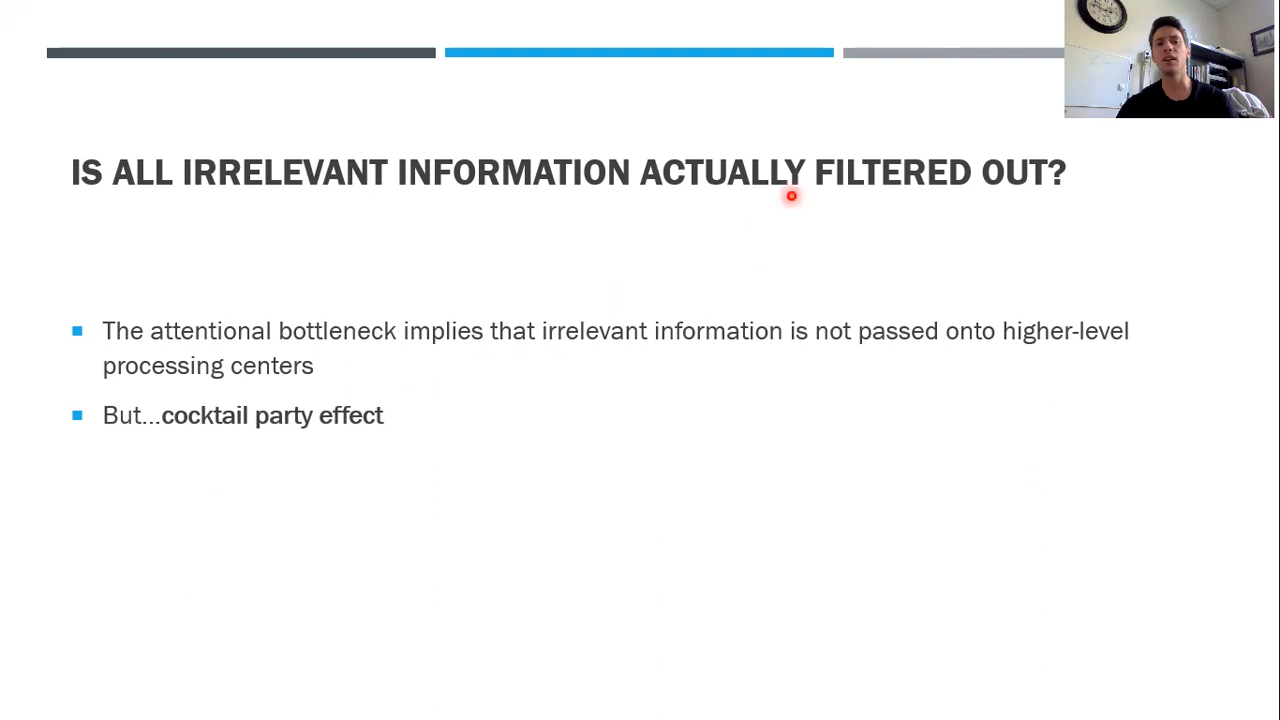 IS ALL IRRELEVANT INFORMATION ACTUALLY FILTERED OUT?
The attentional bottleneck implies that irrelevant information is not passed onto higher-level
processing centers
But…cocktail party effect